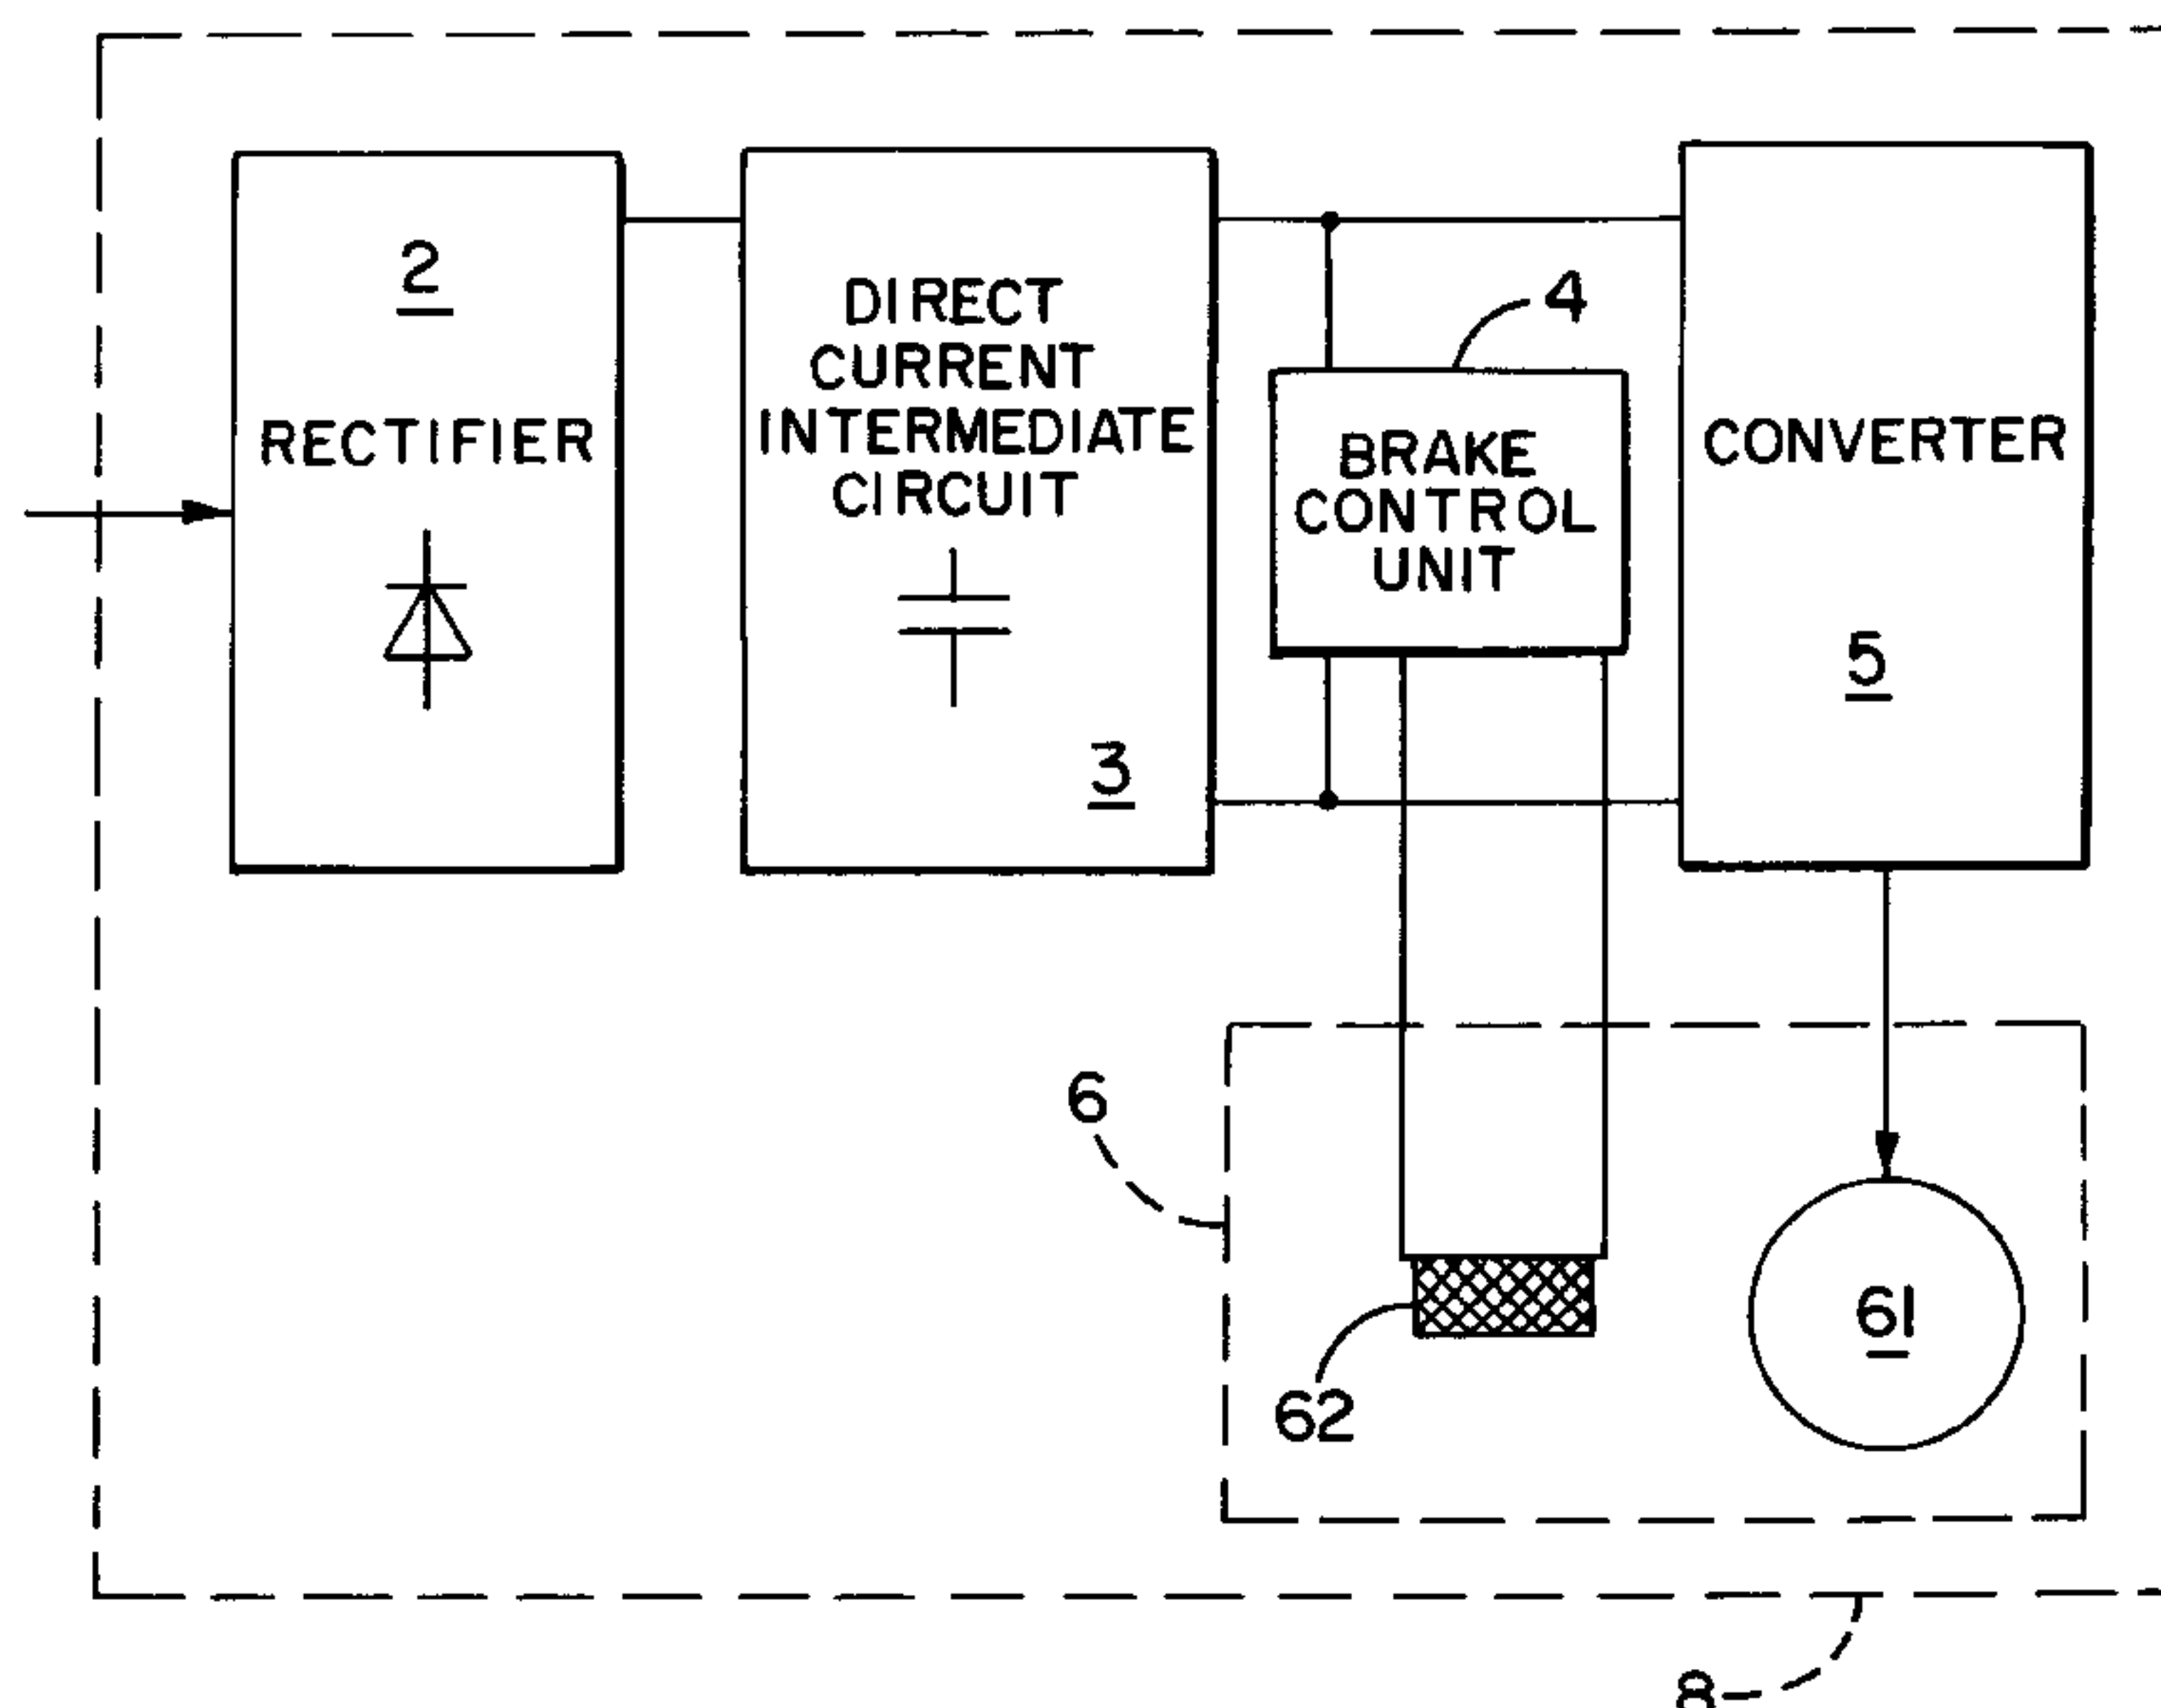 2
RECTIFIER
DIRECT
CURRENT
INTERMEDIATE
CIRCUIT
3
4
BRAKE
CONTROL
UNIT
CONVERTER
5
6
62
61
8